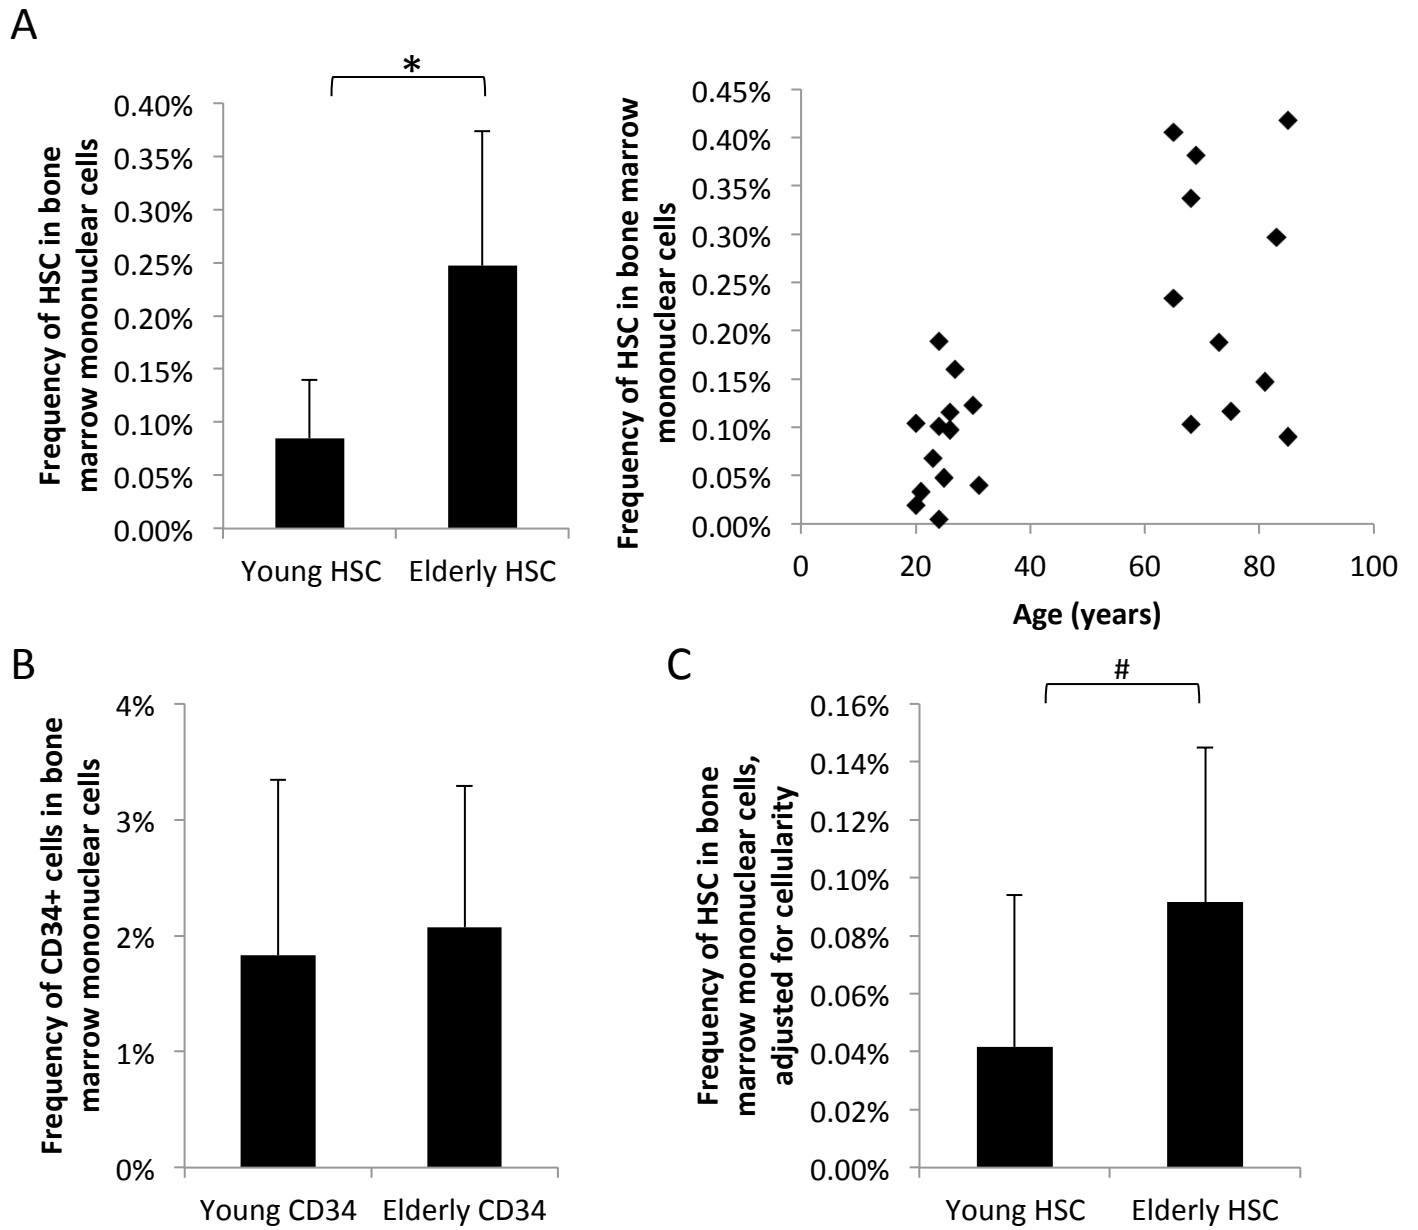 A
*
Frequency of HSC in bone
marrow mononuclear cells
0.40%
0.35%
0.30%
0.25%
0.20%
0.15%
0.10%
0.05%
0.00%
Young HSC
Elderly HSC
Frequency of HSC in bone marrow
mononuclear cells
0.45%
0.40%
0.35%
0.30%
0.25%
0.20%
0.15%
0.10%
0.05%
0.00%
0
20
40
60
80
100
Age (years)
B
Frequency of CD34+ cells in bone
marrow mononuclear cells
4%
3%
2%
1%
0%
Young CD34
Elderly CD34
C
#
Frequency of HSC in bone
marrow mononuclear cells,
adjusted for cellularity
0.16%
0.14%
0.12%
0.10%
0.08%
0.06%
0.04%
0.02%
0.00%
Young HSC
Elderly HSC